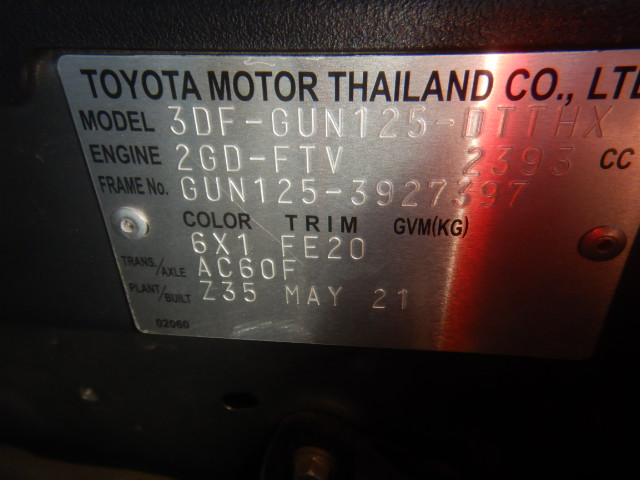 TOYOTA MOTOR THAILAND CO., LTD
MODEL 3DF-GUN125-DTTHX
ENGINE 2GD-FTV 2393 CC
FRAME No. GUN125-3927397
COLOR TRIM GVM(KG)
6X1 FE20
TRANS./AXLE AC60F
PLANT/BUILT Z35 MAY 21
02060